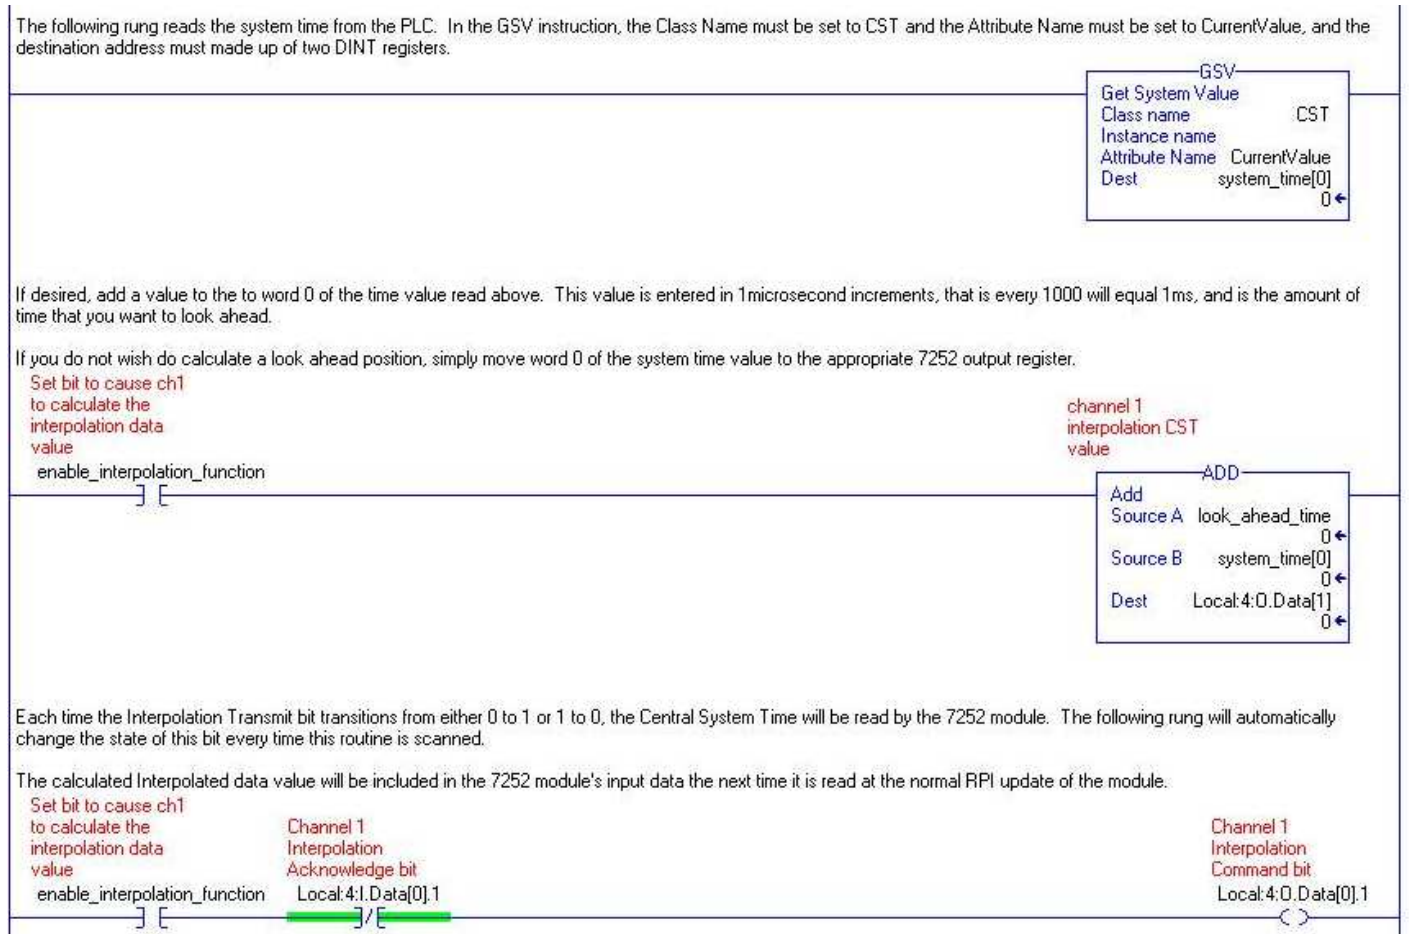 The following rung reads the system time from the PLC.  In the GSV instruction, the Class Name must be set to CST and the Attribute Name must be set to CurrentValue, and the
destination address must made up of two DINT registers.
GSV
Get System Value
Class name CST
Instance name
Attribute Name CurrentValue
Dest system_time[0]
0
If desired, add a value to the to word 0 of the time value read above.  This value is entered in 1microsecond increments, that is every 1000 will equal 1ms, and is the amount of
time that you want to look ahead.
If you do not wish do calculate a look ahead position, simply move word 0 of the system time value to the appropriate 7252 output register.
Set bit to cause ch1
to calculate the
interpolation data
value
enable_interpolation_function
channel 1
interpolation CST
value
ADD
Add
Source A look_ahead_time
0
Source B system_time[0]
0
Dest Local:4:O.Data[1]
0
Each time the Interpolation Transmit bit transitions from either 0 to 1 or 1 to 0, the Central System Time will be read by the 7252 module.  The following rung will automatically
change the state of this bit every time this routine is scanned.
The calculated Interpolated data value will be included in the 7252 module's input data the next time it is read at the normal RPI update of the module.
Set bit to cause ch1
to calculate the
interpolation data
value
enable_interpolation_function
Channel 1
Interpolation
Acknowledge bit
Local:4:I.Data[0].1
Channel 1
Interpolation
Command bit
Local:4:O.Data[0].1